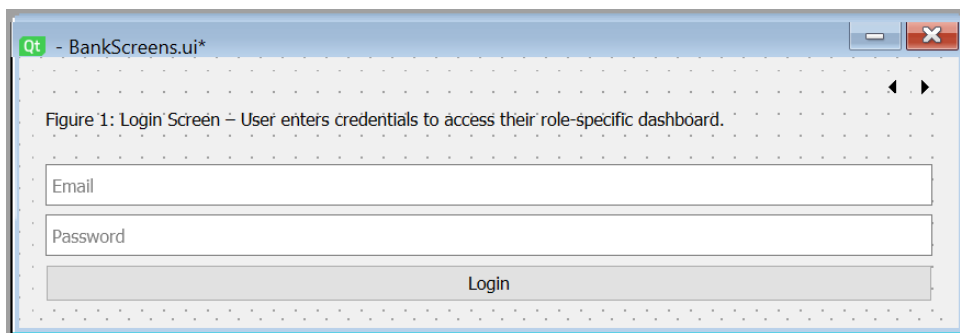 Qt - BankScreens.ui*
Figure 1: Login Screen – User enters credentials to access their role-specific dashboard.
Email
Password
Login